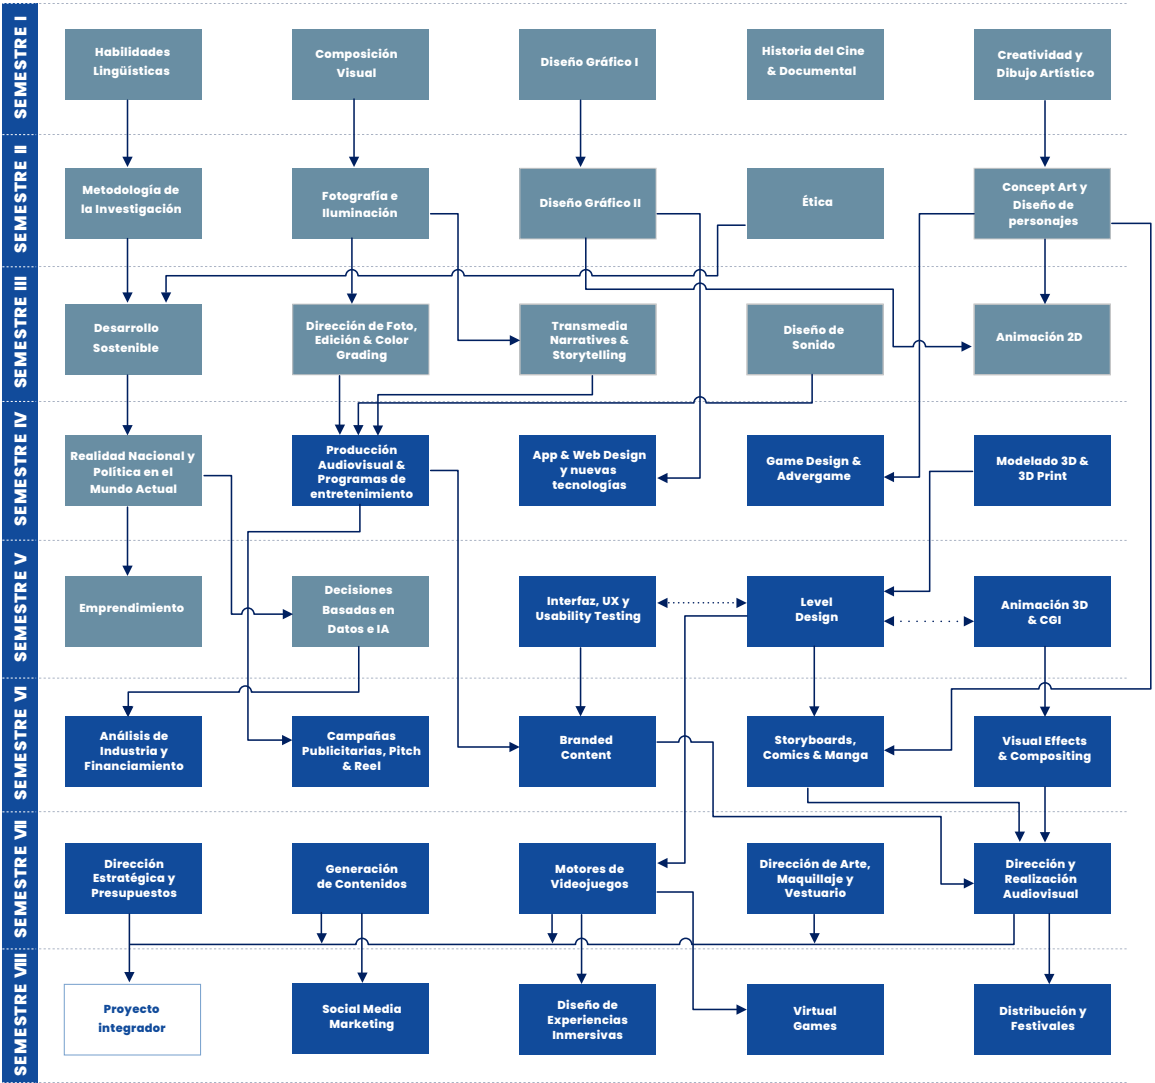 SEMESTRE I
Habilidades
Lingüísticas
Composición
Visual
Diseño Gráfico I
Historia del Cine
& Documental
Creatividad y
Dibujo Artístico
SEMESTRE II
Metodología de
la Investigación
Fotografía e
Iluminación
Diseño Gráfico II
Ética
Concept Art y
Diseño de
personajes
SEMESTRE III
Desarrollo
Sostenible
Dirección de Foto,
Edición & Color
Grading
Transmedia
Narratives &
Storytelling
Diseño de
Sonido
Animación 2D
SEMESTRE IV
Realidad Nacional y
Política en el
Mundo Actual
Producción
Audiovisual &
Programas de
entretenimiento
App & Web Design
y nuevas
tecnologías
Game Design &
Advergame
Modelado 3D &
3D Print
SEMESTRE V
Emprendimiento
Decisiones
Basadas en
Datos e IA
Interfaz, UX y
Usability Testing
Level
Design
Animación 3D
& CGI
SEMESTRE VI
Análisis de
Industria y
Financiamiento
Campañas
Publicitarias, Pitch
& Reel
Branded
Content
Storyboards,
Comics & Manga
Visual Effects
& Compositing
SEMESTRE VII
Dirección
Estratégica y
Presupuestos
Generación
de Contenidos
Motores de
Videojuegos
Dirección de Arte,
Maquillaje y
Vestuario
Dirección y
Realización
Audiovisual
SEMESTRE VIII
Proyecto
integrador
Social Media
Marketing
Diseño de
Experiencias
Inmersivas
Virtual
Games
Distribución y
Festivales